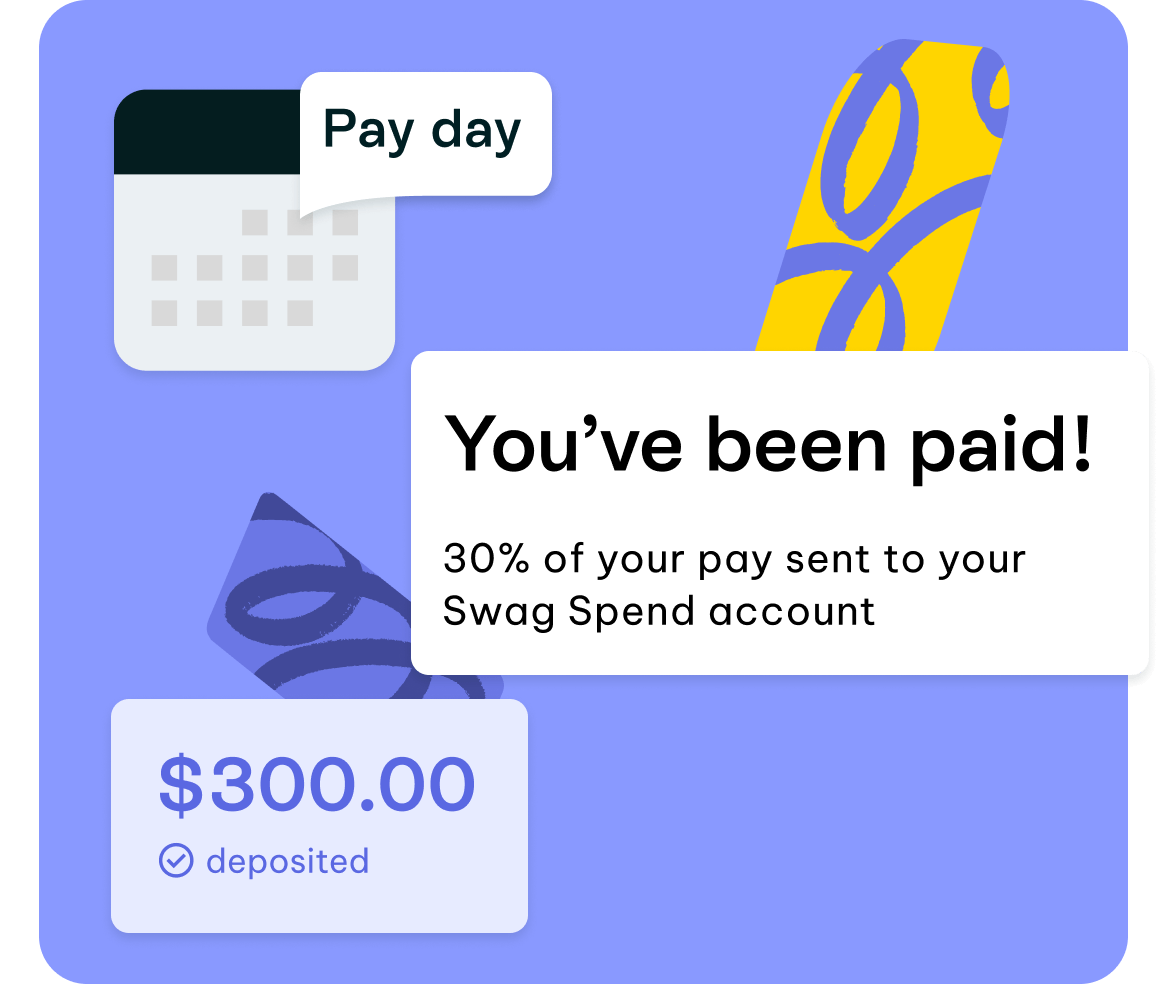 Pay day
You’ve been paid!
30% of your pay sent to your
Swag Spend account
$300.00
deposited